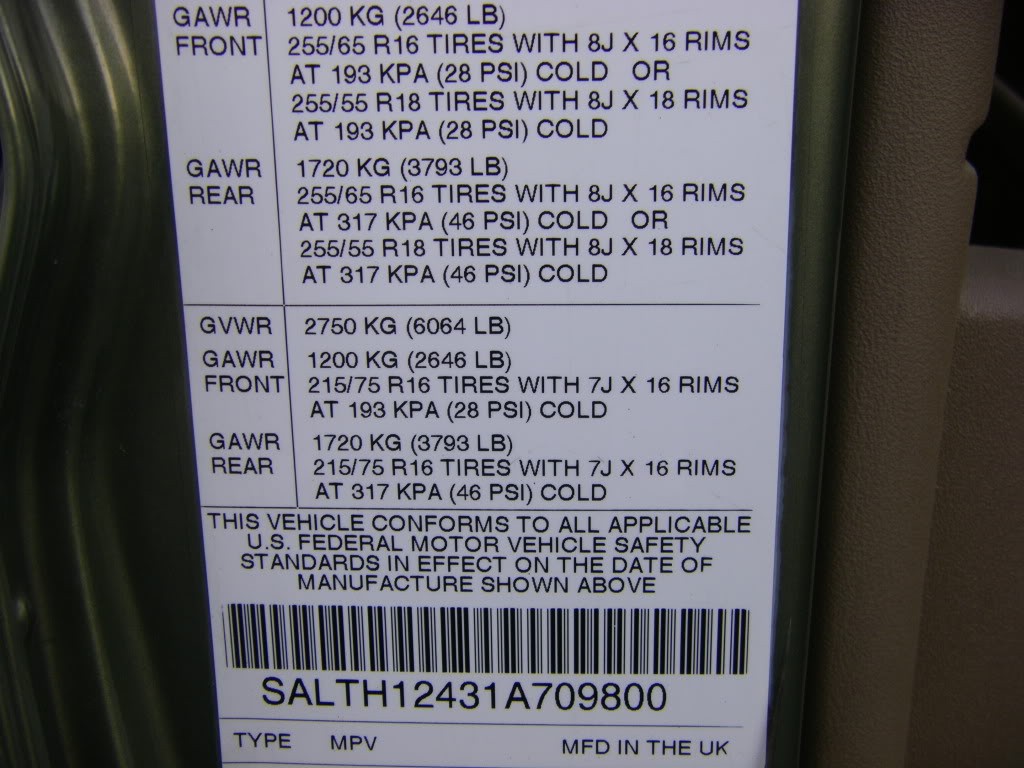 GAWR 1200 KG (2646 LB)
FRONT 255/65 R16 TIRES WITH 8J X 16 RIMS
AT 193 KPA (28 PSI) COLD OR
255/55 R18 TIRES WITH 8J X 18 RIMS
AT 193 KPA (28 PSI) COLD
GAWR 1720 KG (3793 LB)
REAR 255/65 R16 TIRES WITH 8J X 16 RIMS
AT 317 KPA (46 PSI) COLD OR
255/55 R18 TIRES WITH 8J X 18 RIMS
AT 317 KPA (46 PSI) COLD
GVWR 2750 KG (6064 LB)
GAWR 1200 KG (2646 LB)
FRONT 215/75 R16 TIRES WITH 7J X 16 RIMS
AT 193 KPA (28 PSI) COLD
GAWR 1720 KG (3793 LB)
REAR 215/75 R16 TIRES WITH 7J X 16 RIMS
AT 317 KPA (46 PSI) COLD
THIS VEHICLE CONFORMS TO ALL APPLICABLE
U.S. FEDERAL MOTOR VEHICLE SAFETY
STANDARDS IN EFFECT ON THE DATE OF
MANUFACTURE SHOWN ABOVE
SALTH12431A709800
TYPE MPV MFD IN THE UK